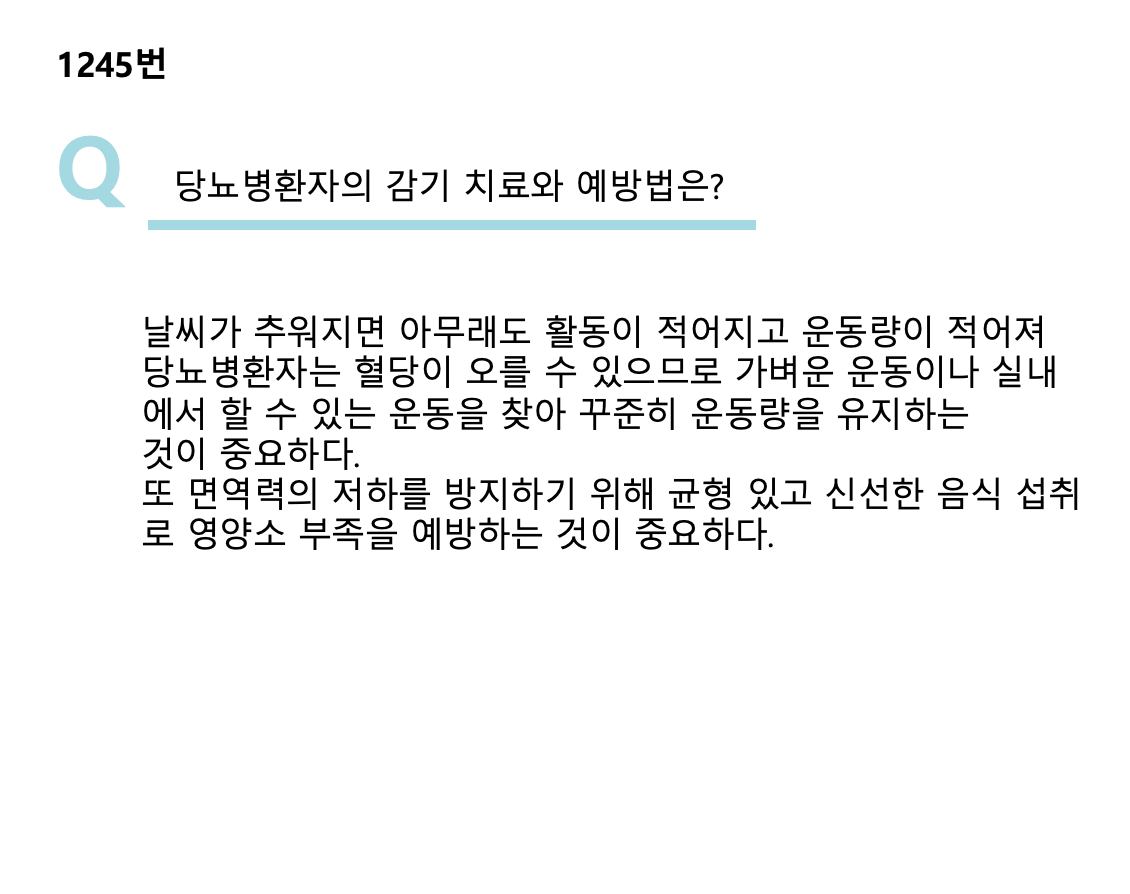 1245번
Q 당뇨병환자의 감기 치료와 예방법은?
날씨가 추워지면 아무래도 활동이 적어지고 운동량이 적어져
당뇨병환자는 혈당이 오를 수 있으므로 가벼운 운동이나 실내
에서 할 수 있는 운동을 찾아 꾸준히 운동량을 유지하는
것이 중요하다.
또 면역력의 저하를 방지하기 위해 균형 있고 신선한 음식 섭취
로 영양소 부족을 예방하는 것이 중요하다.